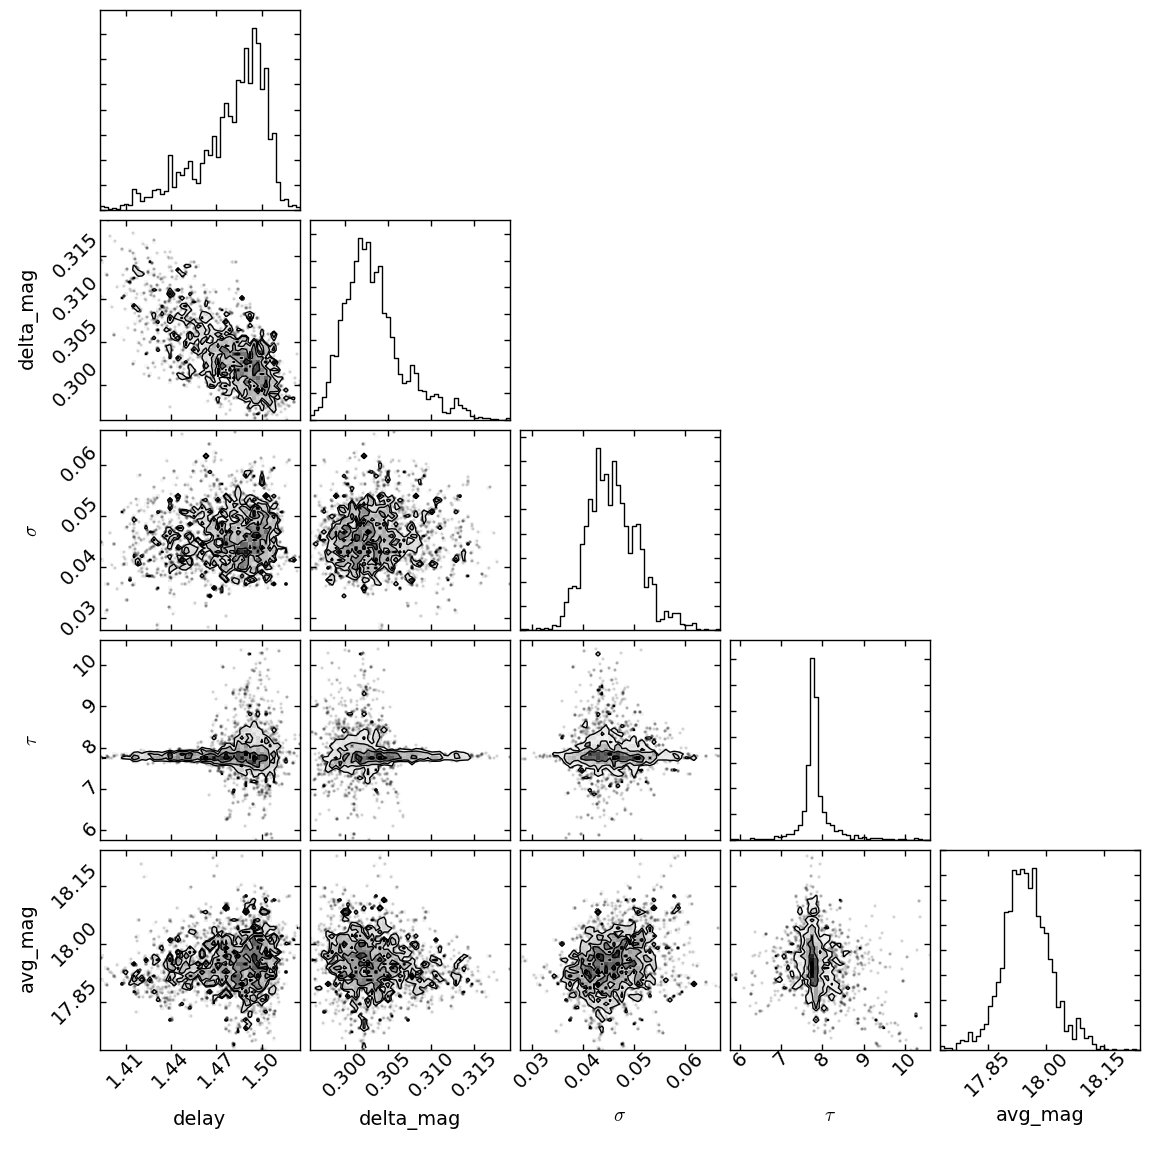 delta_mag
0.315
0.310
0.305
0.300
σ
0.06
0.05
0.04
0.03
τ
10
9
8
7
6
avg_mag
18.15
18.00
17.85
1.41 1.44 1.47 1.50
0.300 0.305 0.310 0.315
0.03 0.04 0.05 0.06
6 7 8 9 10
17.85 18.00 18.15
delay delta_mag σ τ avg_mag